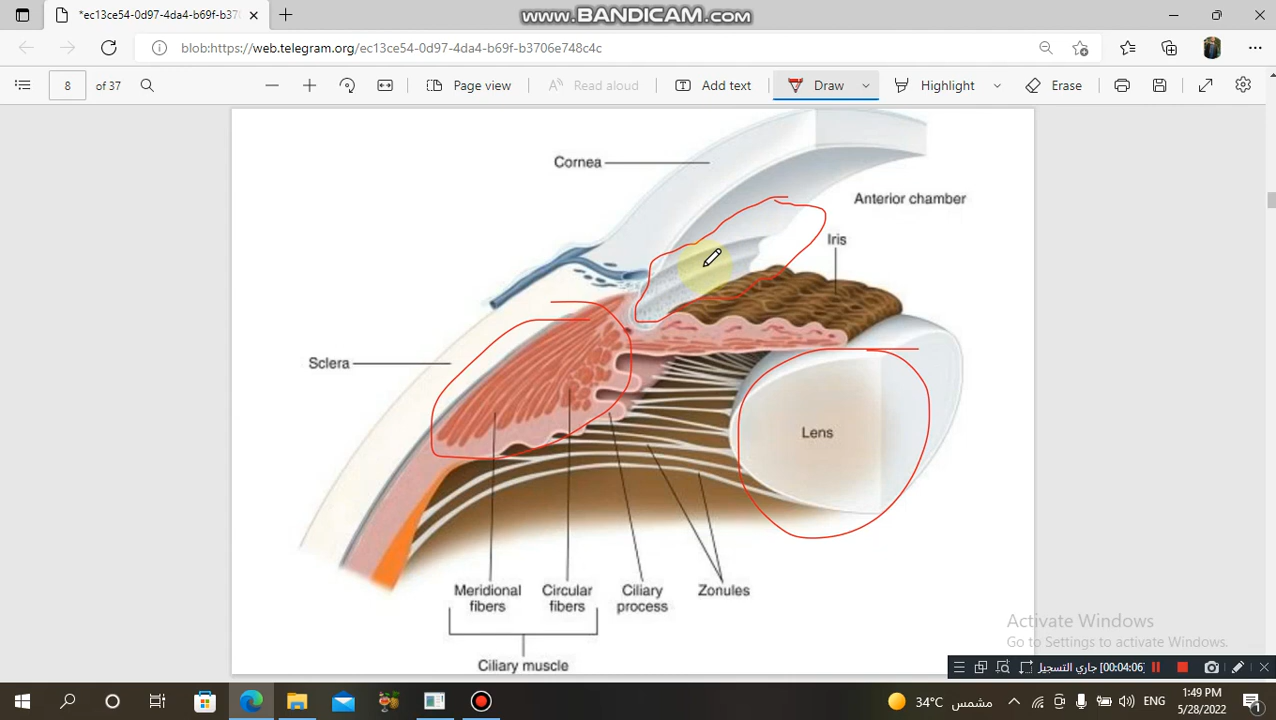 www.BANDICAM.com
*ec13ce54-0d97-4da4-b69f-b370
blob:https://web.telegram.org/ec13ce54-0d97-4da4-b69f-b3706e748c4c
8 of 37
Page view
Read aloud
Add text
Draw
Highlight
Erase
Cornea
Anterior chamber
Iris
Sclera
Lens
Meridional
fibers
Circular
fibers
Ciliary
process
Zonules
Ciliary muscle
Activate Windows
Go to Settings to activate Windows.
جاري التسجيل [00:04:06]
34°C مشمس
ENG
1:49 PM
5/28/2022
1